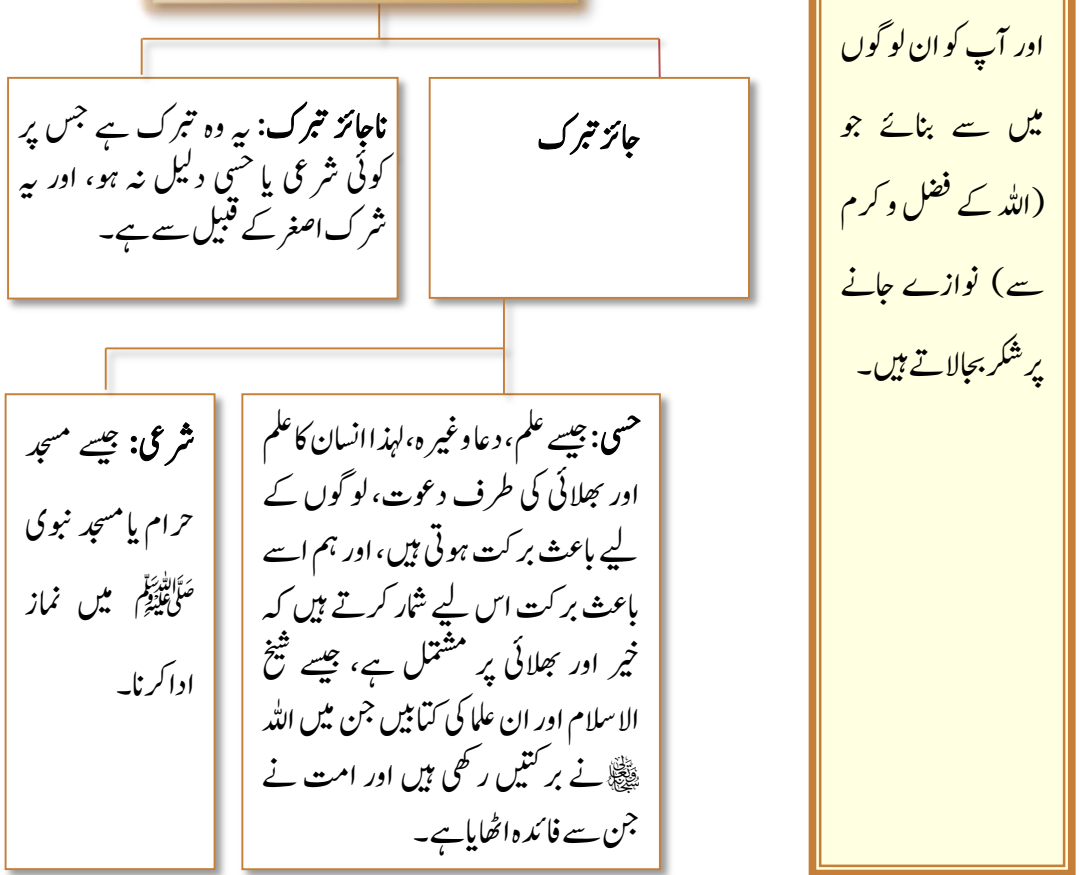 اور آپ کو ان لوگوں
میں سے بنائے جو
(اللہ کے فضل و کرم
سے) نوازے جانے
پر شکر بجالاتے ہیں۔
جائز تبرک
ناجائز تبرک: یہ وہ تبرک ہے جس پر
کوئی شرعی یا حسی دلیل نہ ہو، اور یہ
شرک اصغر کے قبیل سے ہے۔
حسی: جیسے علم، دعا وغیرہ، لہذا انسان کا علم
اور بھلائی کی طرف دعوت، لوگوں کے
لیے باعث برکت ہوتی ہیں، اور ہم اسے
باعث برکت اس لیے شمار کرتے ہیں کہ
خیر اور بھلائی پر مشتمل ہے، جیسے شیخ
الاسلام اور ان علما کی کتابیں جن میں اللہ
سبحانہ وتعالیٰ نے برکتیں رکھی ہیں اور امت نے
جن سے فائدہ اٹھایا ہے۔
شرعی: جیسے مسجد
حرام یا مسجد نبوی
صلی اللہ علیہ وسلم میں نماز
ادا کرنا۔